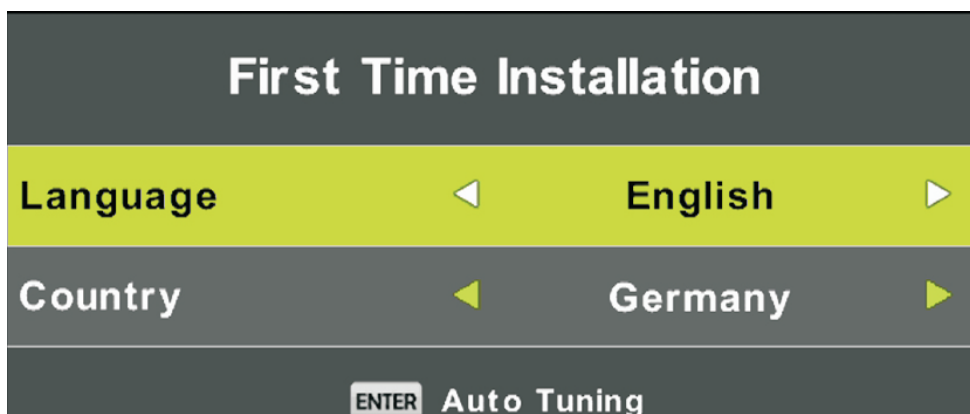 First Time Installation
Language English
Country Germany
ENTER Auto Tuning